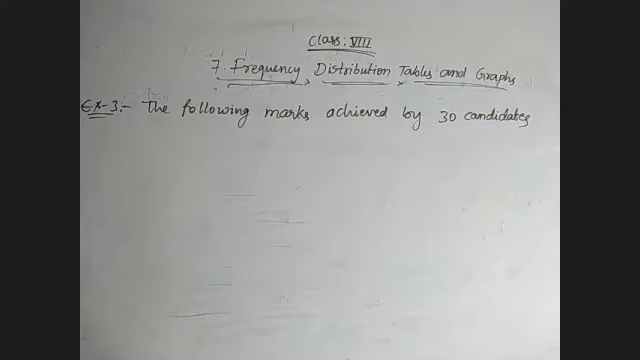 Class: VIII
7. Frequency Distribution Tables and Graphs
Ex-3:- The following marks achieved by 30 candidates